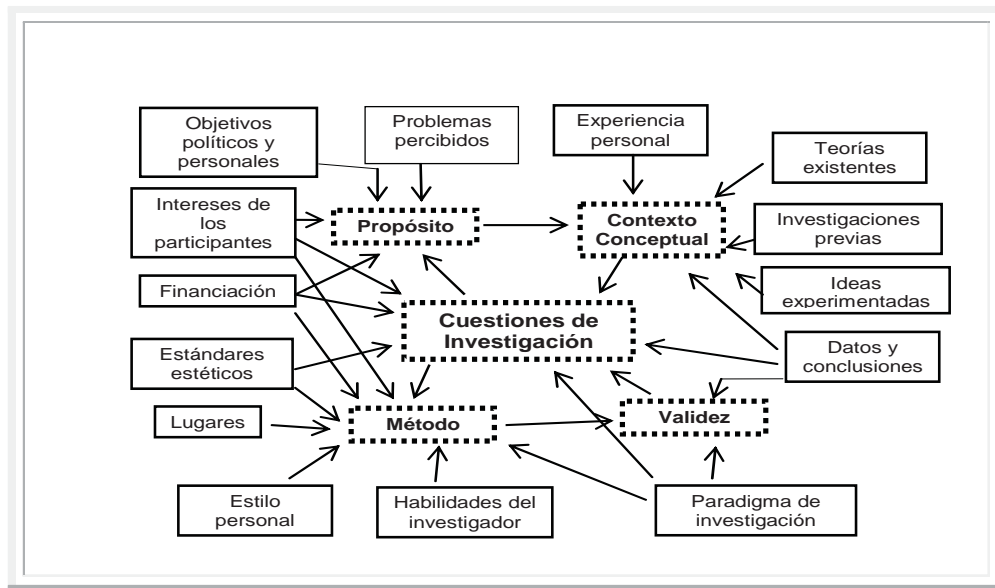 Objetivos
políticos y
personales
Problemas
percibidos
Experiencia
personal
Teorías
existentes
Intereses de
los
participantes
Propósito
Contexto
Conceptual
Investigaciones
previas
Financiación
Ideas
experimentadas
Cuestiones de
Investigación
Estándares
estéticos
Datos y
conclusiones
Lugares
Método
Validez
Estilo
personal
Habilidades del
investigador
Paradigma de
investigación